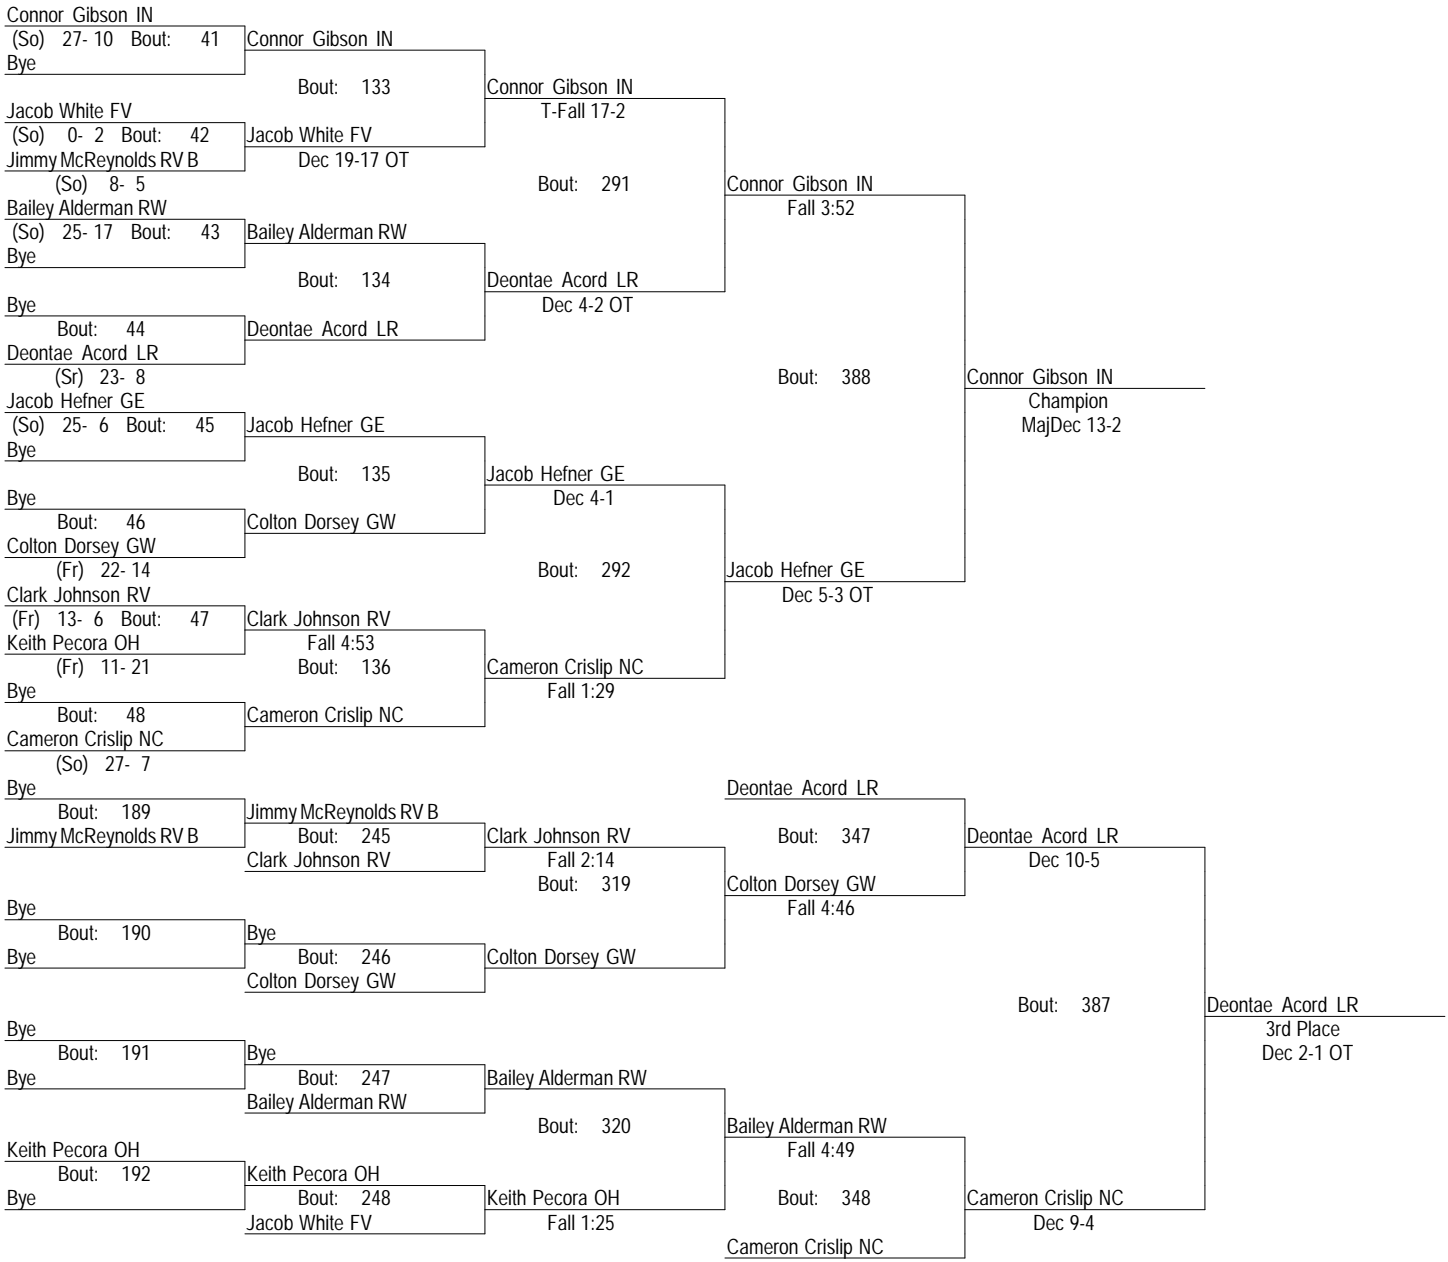 Connor Gibson IN
(So) 27- 10 Bout: 41 Connor Gibson IN
Bye
Bout: 133 Connor Gibson IN
Jacob White FV T-Fall 17-2
(So) 0- 2 Bout: 42 Jacob White FV
Jimmy McReynolds RV B Dec 19-17 OT
(So) 8- 5 Bout: 291 Connor Gibson IN
Bailey Alderman RW Fall 3:52
(So) 25- 17 Bout: 43 Bailey Alderman RW
Bye
Bout: 134 Deontae Acord LR
Bye Dec 4-2 OT
Bout: 44 Deontae Acord LR
Deontae Acord LR
(Sr) 23- 8 Bout: 388 Connor Gibson IN
Jacob Hefner GE Champion
(So) 25- 6 Bout: 45 Jacob Hefner GE MajDec 13-2
Bye
Bout: 135 Jacob Hefner GE
Bye Dec 4-1
Bout: 46 Colton Dorsey GW
Colton Dorsey GW
(Fr) 22- 14 Bout: 292 Jacob Hefner GE
Clark Johnson RV Dec 5-3 OT
(Fr) 13- 6 Bout: 47 Clark Johnson RV
Keith Pecora OH Fall 4:53
(Fr) 11- 21 Bout: 136 Cameron Crislip NC
Bye Fall 1:29
Bout: 48 Cameron Crislip NC
Cameron Crislip NC
(So) 27- 7
Bye Deontae Acord LR
Bout: 189 Jimmy McReynolds RV B
Jimmy McReynolds RV B Bout: 245 Clark Johnson RV Bout: 347 Deontae Acord LR
Clark Johnson RV Fall 2:14 Dec 10-5
Bout: 319 Colton Dorsey GW
Bye Fall 4:46
Bout: 190 Bye
Bye Bout: 246 Colton Dorsey GW
Colton Dorsey GW
Bout: 387 Deontae Acord LR
Bye 3rd Place
Bout: 191 Bye Dec 2-1 OT
Bye Bout: 247 Bailey Alderman RW
Bailey Alderman RW
Bout: 320 Bailey Alderman RW
Keith Pecora OH Fall 4:49
Bout: 192 Keith Pecora OH
Bye Bout: 248 Keith Pecora OH Bout: 348 Cameron Crislip NC
Jacob White FV Fall 1:25 Dec 9-4
Cameron Crislip NC